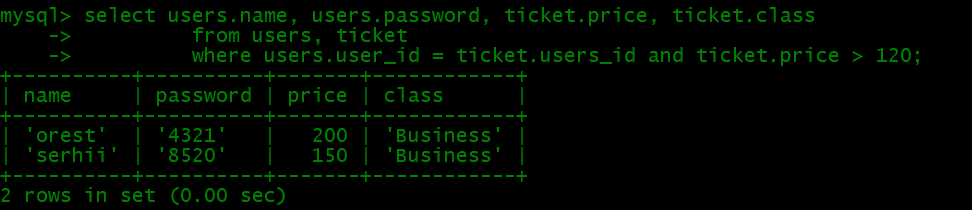 mysql> select users.name, users.password, ticket.price, ticket.class
    ->          from users, ticket
    ->          where users.user_id = ticket.users_id and ticket.price > 120;
+----------+----------+-------+------------+
| name     | password | price | class      |
+----------+----------+-------+------------+
| 'orest'  | '4321'   |   200 | 'Business' |
| 'serhii' | '8520'   |   150 | 'Business' |
+----------+----------+-------+------------+
2 rows in set (0.00 sec)